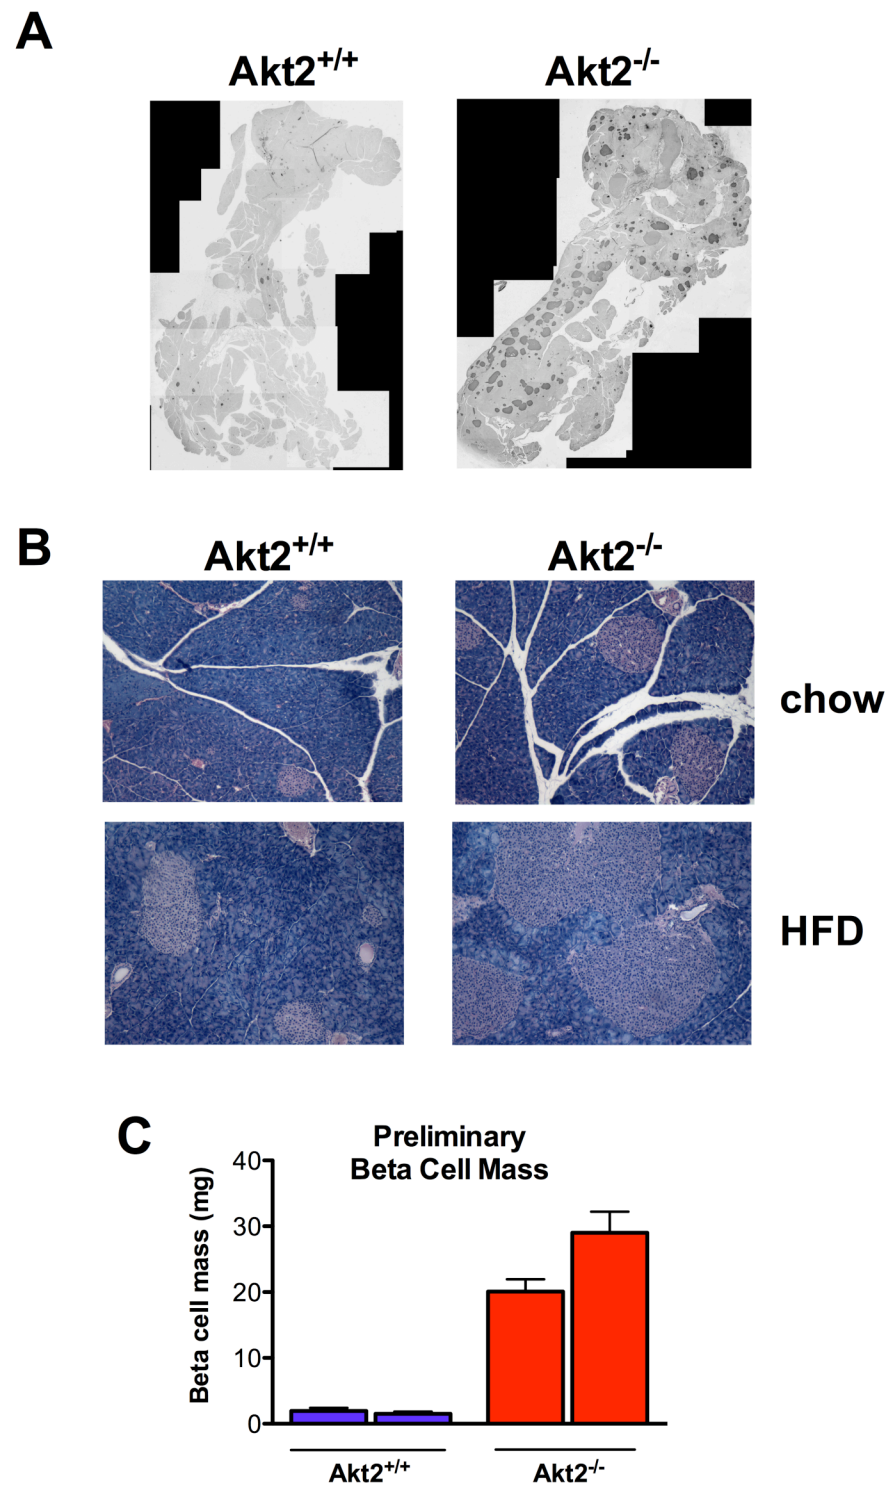 A
Akt2+/+ Akt2-/-
B
Akt2+/+ Akt2-/-
chow
HFD
C
Preliminary
Beta Cell Mass
Beta cell mass (mg)
40
30
20
10
0
Akt2+/+ Akt2-/-